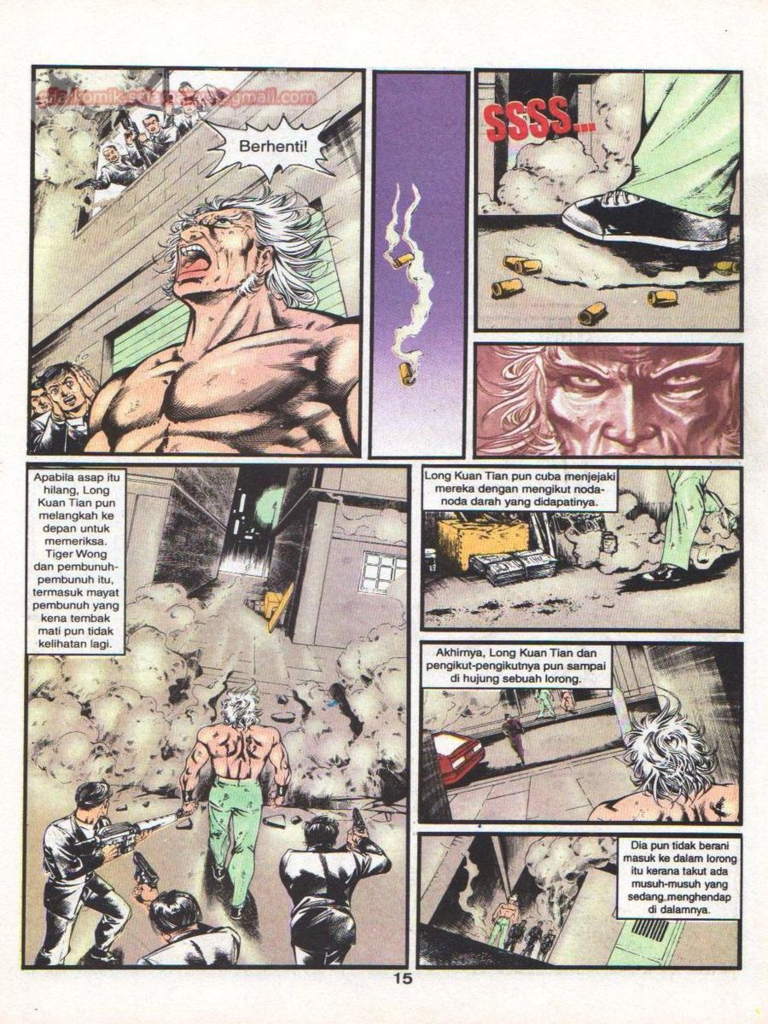 Berhenti!
SSSS...
Apabila asap itu
hilang, Long
Kuan Tian pun
melangkah ke
depan untuk
memeriksa.
Tiger Wong
dan pembunuh-
pembunuh itu,
termasuk mayat
pembunuh yang
kena tembak
mati pun tidak
kelihatan lagi.
Long Kuan Tian pun cuba menjejaki
mereka dengan mengikut noda-
noda darah yang didapatinya.
Akhirnya, Long Kuan Tian dan
pengikut-pengikutnya pun sampai
di hujung sebuah lorong.
Dia pun tidak berani
masuk ke dalam lorong
itu kerana takut ada
musuh-musuh yang
sedang menghendap
di dalamnya.
15